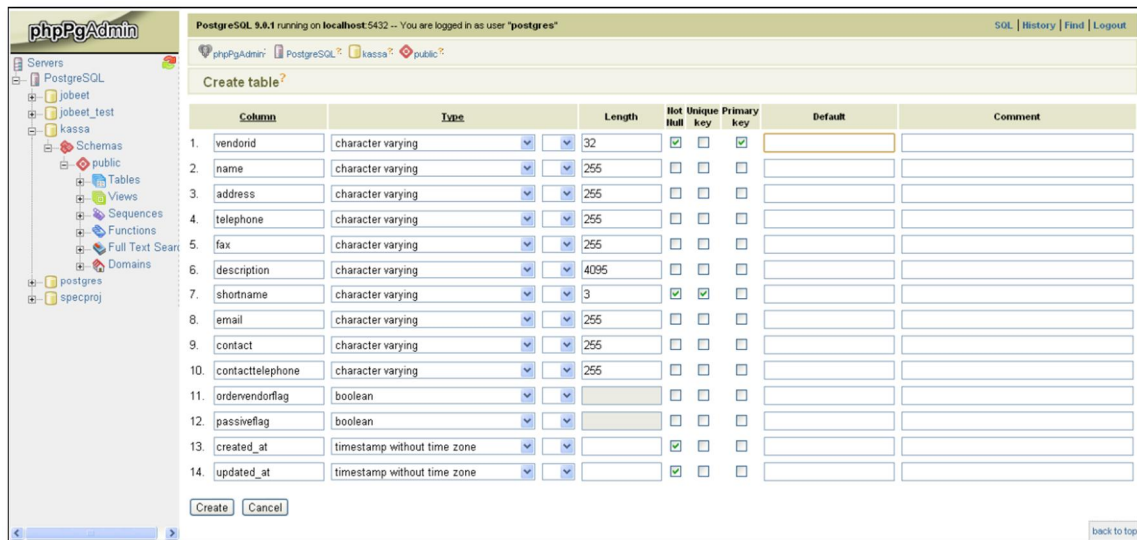 phpPgAdmin
PostgreSQL 9.0.1 running on localhost:5432 -- You are logged in as user "postgres"
SQL | History | Find | Logout
phpPgAdmin: PostgreSQL?: kassa?: public?:
Servers
PostgreSQL
jobeet
jobeet_test
kassa
Schemas
public
Tables
Views
Sequences
Functions
Full Text Sear
Domains
postgres
specproj
Create table?
Column Type Length Not Null Unique key Primary key Default Comment
1. vendorid character varying 32
2. name character varying 255
3. address character varying 255
4. telephone character varying 255
5. fax character varying 255
6. description character varying 4095
7. shortname character varying 3
8. email character varying 255
9. contact character varying 255
10. contacttelephone character varying 255
11. ordervendorflag boolean
12. passiveflag boolean
13. created_at timestamp without time zone
14. updated_at timestamp without time zone
Create Cancel
back to top